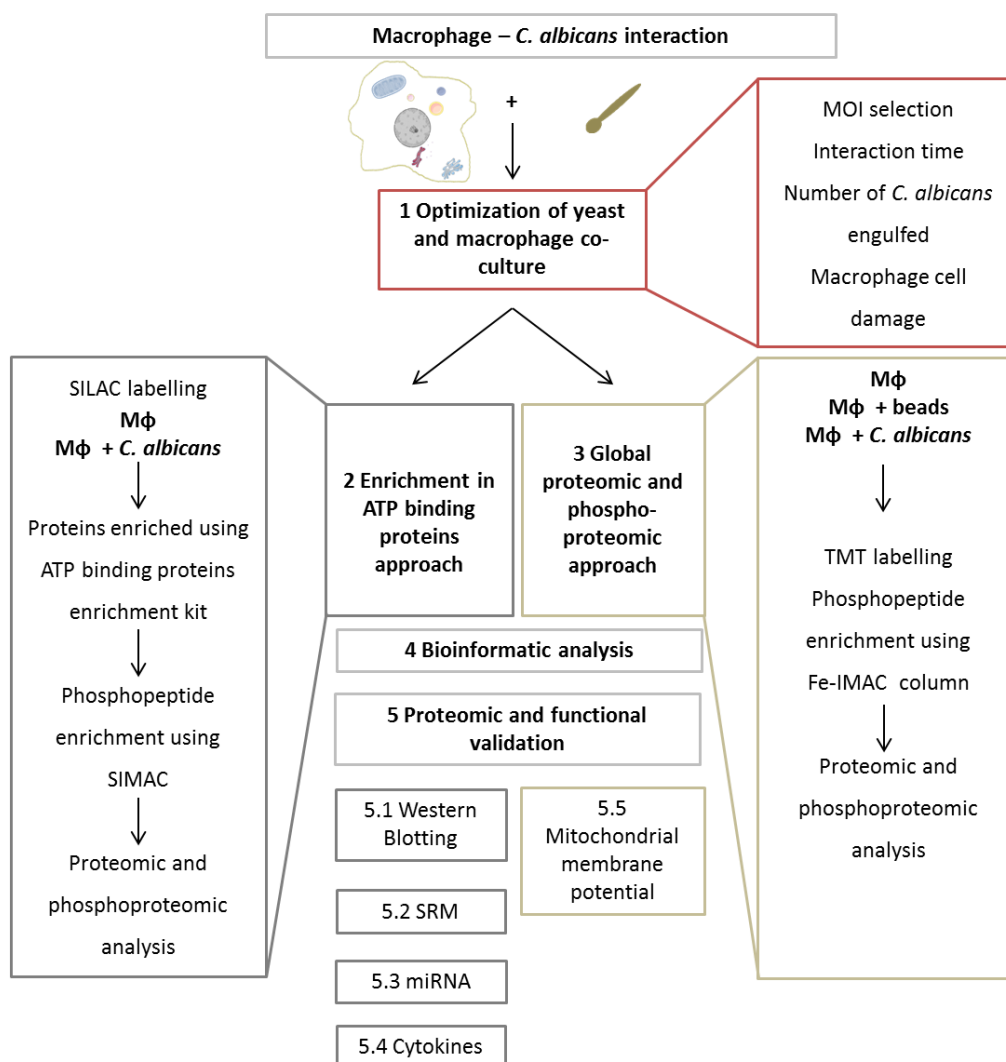 Macrophage – C. albicans interaction
+
MOI selection
Interaction time
Number of C. albicans
engulfed
Macrophage cell
damage
1 Optimization of yeast
and macrophage co-
culture
SILAC labelling
Mϕ
Mϕ + C. albicans
Proteins enriched using
ATP binding proteins
enrichment kit
Phosphopeptide
enrichment using
SIMAC
Proteomic and
phosphoproteomic
analysis
2 Enrichment in
ATP binding
proteins
approach
3 Global
proteomic and
phospho-
proteomic
approach
Mϕ
Mϕ + beads
Mϕ + C. albicans
TMT labelling
Phosphopeptide
enrichment using
Fe-IMAC column
Proteomic and
phosphoproteomic
analysis
4 Bioinformatic analysis
5 Proteomic and functional
validation
5.1 Western
Blotting
5.2 SRM
5.3 miRNA
5.4 Cytokines
5.5
Mitochondrial
membrane
potential